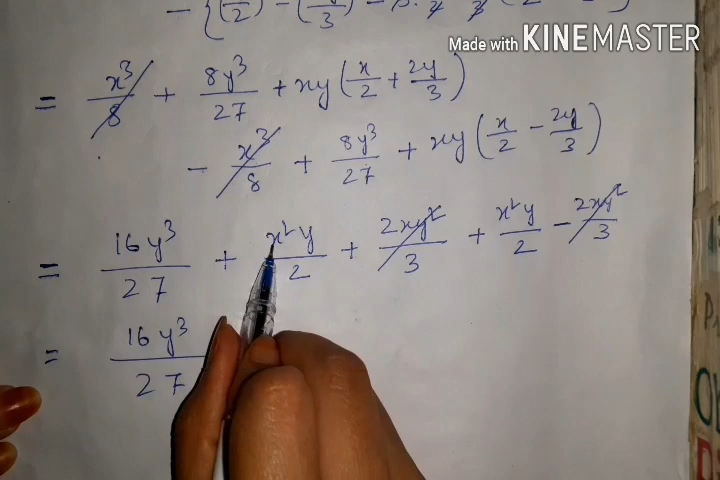 Made with KINEMASTER
= x³/8 + 8y³/27 + xy(x/2 + 2y/3)
- x³/8 + 8y³/27 + xy(x/2 - 2y/3)
= 16y³/27 + x²y/2 + 2xy²/3 + x²y/2 - 2xy²/3
= 16y³/27